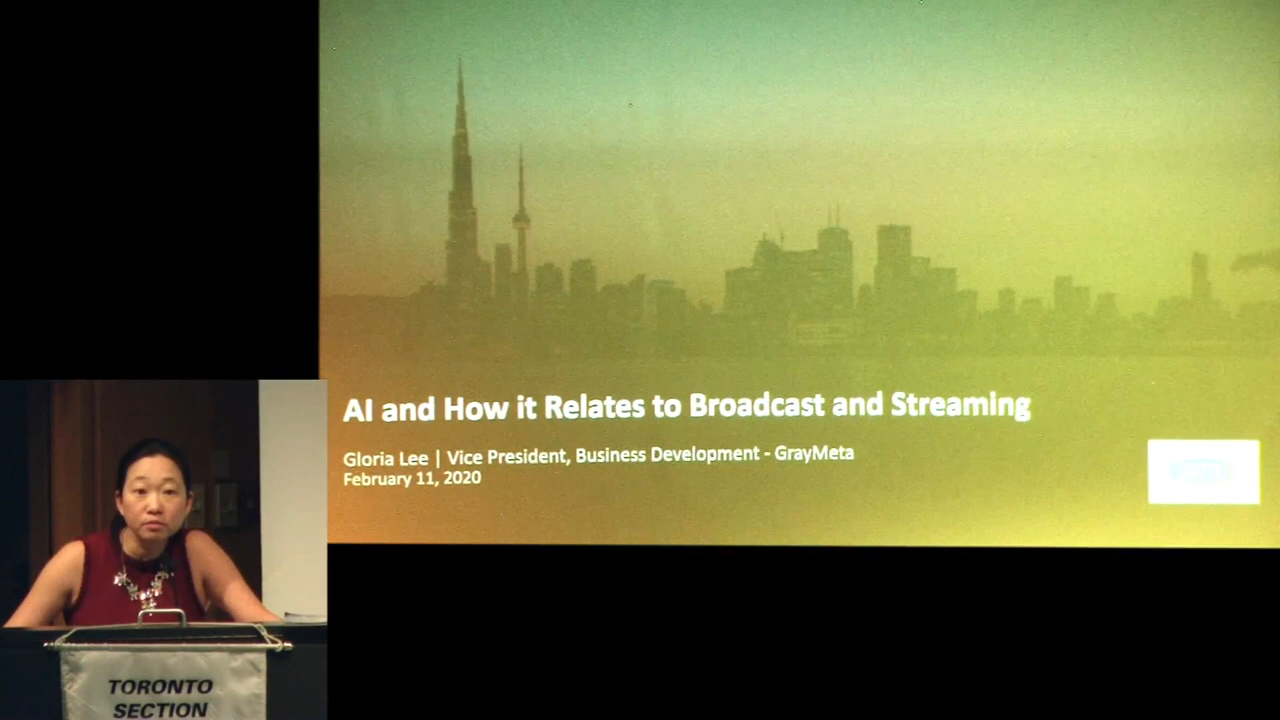 AI and How it Relates to Broadcast and Streaming
Gloria Lee | Vice President, Business Development - GrayMeta
February 11, 2020
TORONTO
SECTION